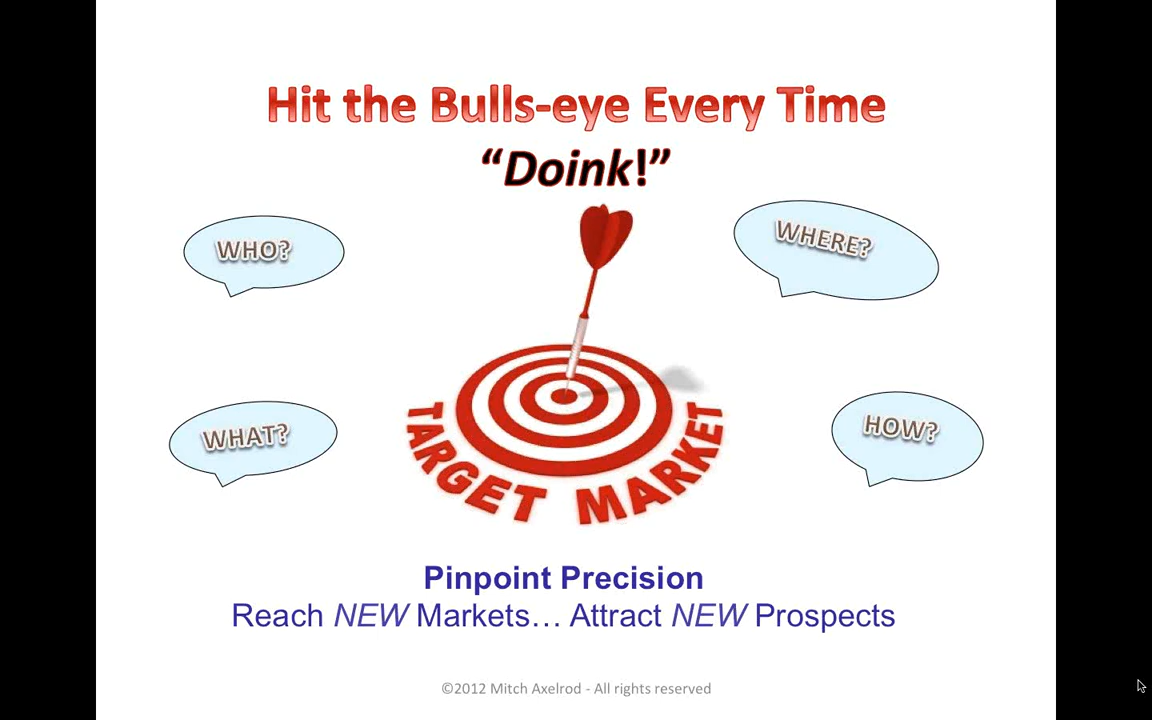 Hit the Bulls-eye Every Time
“Doink!”
WHO?
WHERE?
WHAT?
HOW?
TARGET MARKET
Pinpoint Precision
Reach NEW Markets… Attract NEW Prospects
©2012 Mitch Axelrod - All rights reserved